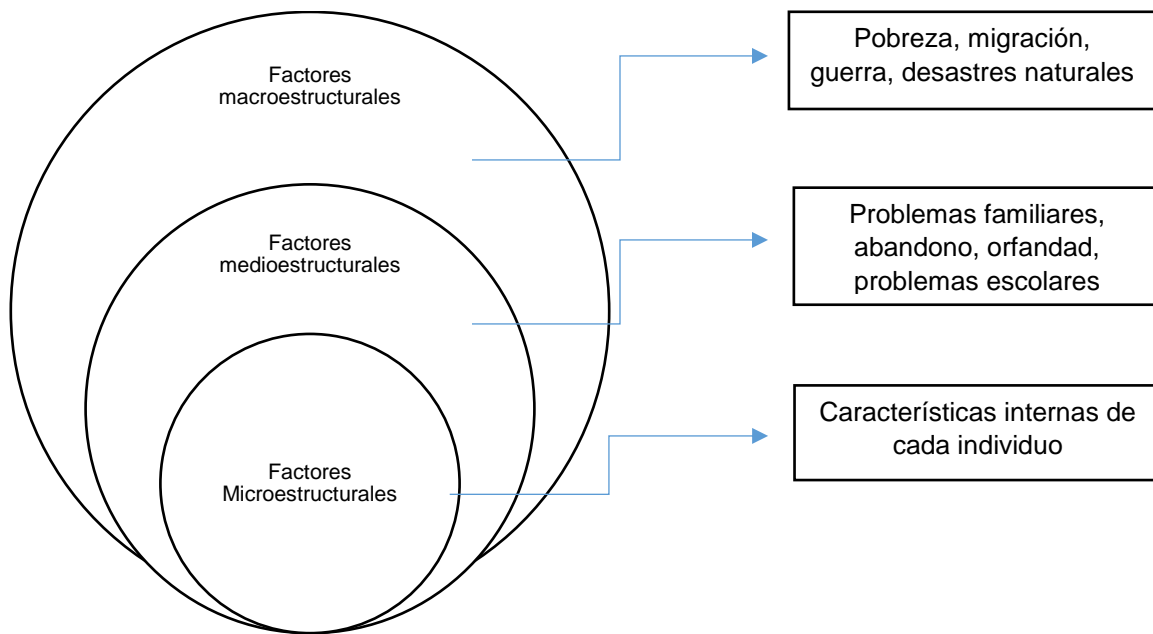 Factores
macroestructurales
Pobreza, migración,
guerra, desastres naturales
Factores
medioestructurales
Problemas familiares,
abandono, orfandad,
problemas escolares
Factores
Microestructurales
Característicias internas de
cada individuo